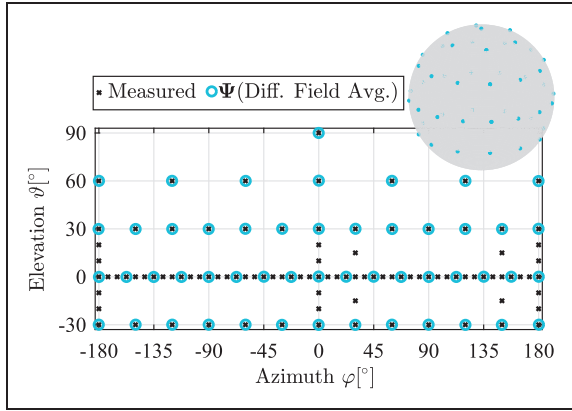 × Measured Ψ(Diff. Field Avg.)
90
60
30
0
-30
Elevation ϑ[°]
-180 -135 -90 -45 0 45 90 135 180
Azimuth φ[°]